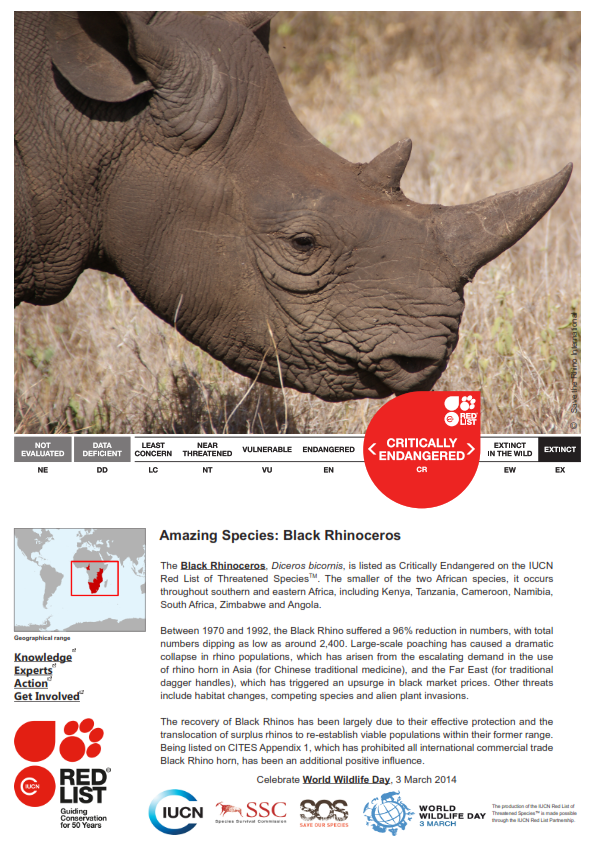 © Save the Rhino International
RED
LIST
NOT
EVALUATED
DATA
DEFICIENT
LEAST
CONCERN
NEAR
THREATENED
VULNERABLE
ENDANGERED
< CRITICALLY
ENDANGERED >
EXTINCT
IN THE WILD
EXTINCT
NE
DD
LC
NT
VU
EN
CR
EW
EX
Amazing Species: Black Rhinoceros
The Black Rhinoceros, Diceros bicornis, is listed as Critically Endangered on the IUCN
Red List of Threatened Species™. The smaller of the two African species, it occurs
throughout southern and eastern Africa, including Kenya, Tanzania, Cameroon, Namibia,
South Africa, Zimbabwe and Angola.
Geographical range
Knowledge
Experts
Action
Get Involved
Between 1970 and 1992, the Black Rhino suffered a 96% reduction in numbers, with total
numbers dipping as low as around 2,400. Large-scale poaching has caused a dramatic
collapse in rhino populations, which has arisen from the escalating demand in the use
of rhino horn in Asia (for Chinese traditional medicine), and the Far East (for traditional
dagger handles), which has triggered an upsurge in black market prices. Other threats
include habitat changes, competing species and alien plant invasions.
The recovery of Black Rhinos has been largely due to their effective protection and the
translocation of surplus rhinos to re-establish viable populations within their former range.
Being listed on CITES Appendix 1, which has prohibited all international commercial trade
Black Rhino horn, has been an additional positive influence.
Celebrate World Wildlife Day, 3 March 2014
IUCN
RED
LIST
Guiding
Conservation
for 50 Years
IUCN
SSC
Species Survival Commission
SOS
SAVE OUR SPECIES
WORLD
WILDLIFE DAY
3 MARCH
The production of the IUCN Red List of
Threatened Species™ is made possible
through the IUCN Red List Partnership.